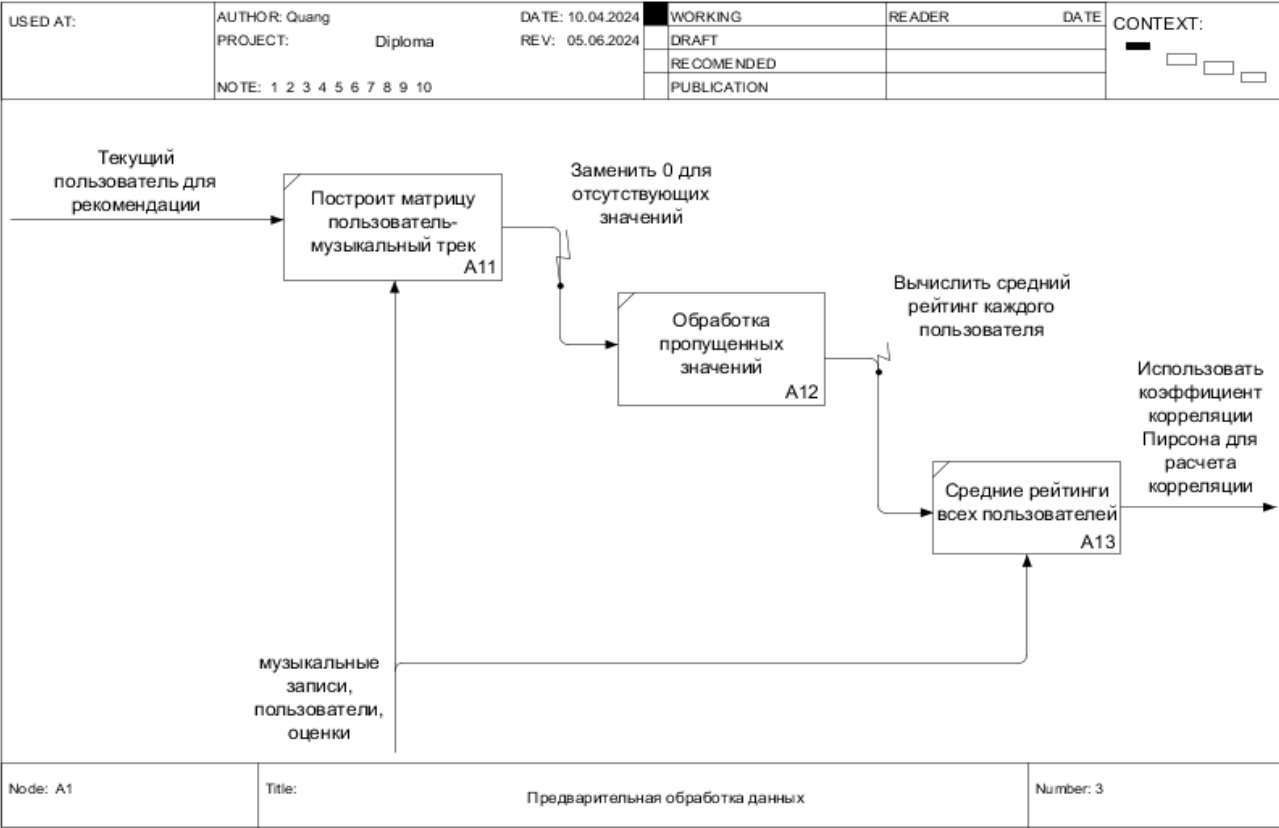 USED AT:
AUTHOR: Quang
DATE: 10.04.2024
PROJECT: Diploma
REV: 05.06.2024
NOTE: 1 2 3 4 5 6 7 8 9 10
WORKING
DRAFT
RECOMENDED
PUBLICATION
READER DATE
CONTEXT:
Текущий
пользователь для
рекомендации
Построит матрицу
пользователь-
музыкальный трек
A11
Заменить 0 для
отсутствующих
значений
Обработка
пропущенных
значений
A12
Вычислить средний
рейтинг каждого
пользователя
Средние рейтинги
всех пользователей
A13
Использовать
коэффициент
корреляции
Пирсона для
расчета
корреляции
музыкальные
записи,
пользователи,
оценки
Node: A1
Title: Предварительная обработка данных
Number: 3